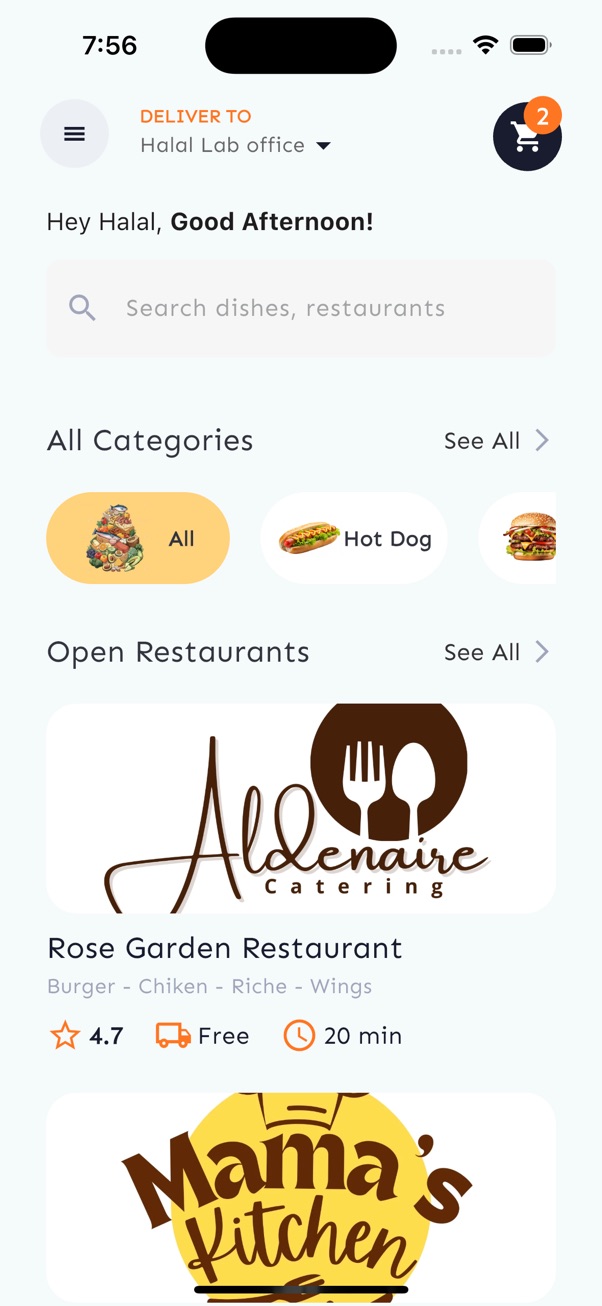 7:56
DELIVER TO
Halal Lab office
2
Hey Halal, Good Afternoon!
Search dishes, restaurants
All Categories
See All
All
Hot Dog
Open Restaurants
See All
Aldenaire
Catering
Rose Garden Restaurant
Burger - Chiken - Riche - Wings
4.7
Free
20 min
Mama's
Kitchen